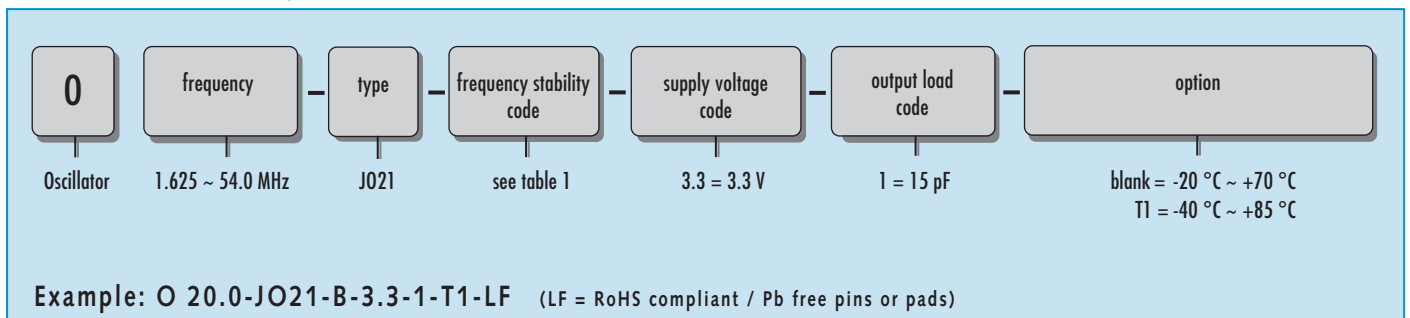 O
frequency
type
frequency stability
code
supply voltage
code
output load
code
option
Oscillator
1.625 ~ 54.0 MHz
JO21
see table 1
3.3 = 3.3 V
1 = 15 pF
blank = -20 °C ~ +70 °C
T1 = -40 °C ~ +85 °C
Example: O 20.0-JO21-B-3.3-1-T1-LF (LF = RoHS compliant / Pb free pins or pads)